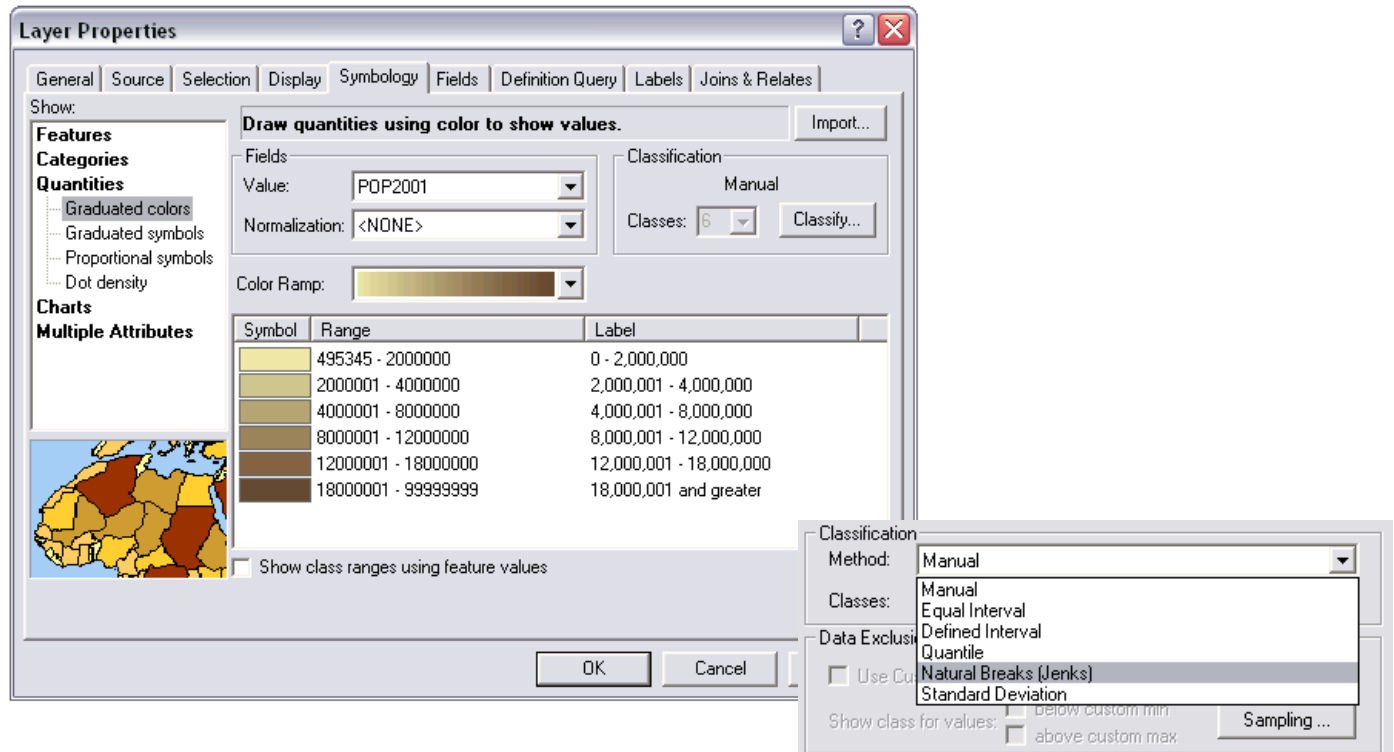 Layer Properties
General Source Selection Display Symbology Fields Definition Query Labels Joins & Relates
Show:
Features
Categories
Quantities
Graduated colors
Graduated symbols
Proportional symbols
Dot density
Charts
Multiple Attributes
Draw quantities using color to show values.
Import...
Fields
Value: POP2001
Normalization: <NONE>
Classification
Manual
Classes: 6 Classify...
Color Ramp:
Symbol Range Label
495345 - 2000000 0 - 2,000,000
2000001 - 4000000 2,000,001 - 4,000,000
4000001 - 8000000 4,000,001 - 8,000,000
8000001 - 12000000 8,000,001 - 12,000,000
12000001 - 18000000 12,000,001 - 18,000,000
18000001 - 99999999 18,000,001 and greater
Show class ranges using feature values
OK Cancel
Classification
Method: Manual
Classes:
Manual
Equal Interval
Defined Interval
Quantile
Natural Breaks (Jenks)
Standard Deviation
Data Exclusi
Use Cu
Show class for values: below custom min
above custom max
Sampling ...